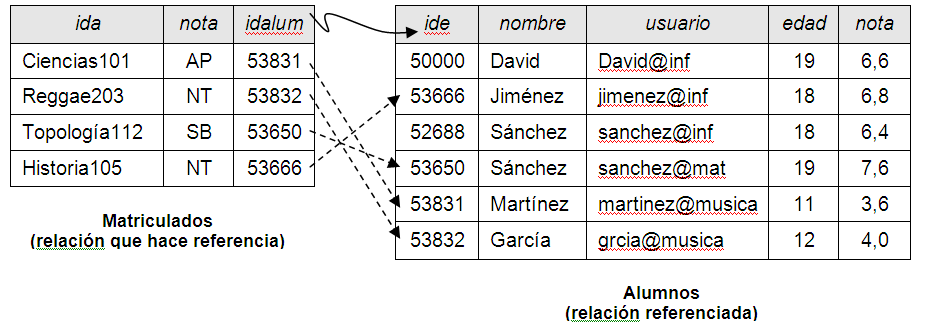 ida nota idalum
Ciencias101 AP 53831
Reggae203 NT 53832
Topología112 SB 53650
Historia105 NT 53666
Matriculados
(relación que hace referencia)
ide nombre usuario edad nota
50000 David David@inf 19 6,6
53666 Jiménez jimenez@inf 18 6,8
52688 Sánchez sanchez@inf 18 6,4
53650 Sánchez sanchez@mat 19 7,6
53831 Martínez martinez@musica 11 3,6
53832 García grcia@musica 12 4,0
Alumnos
(relación referenciada)